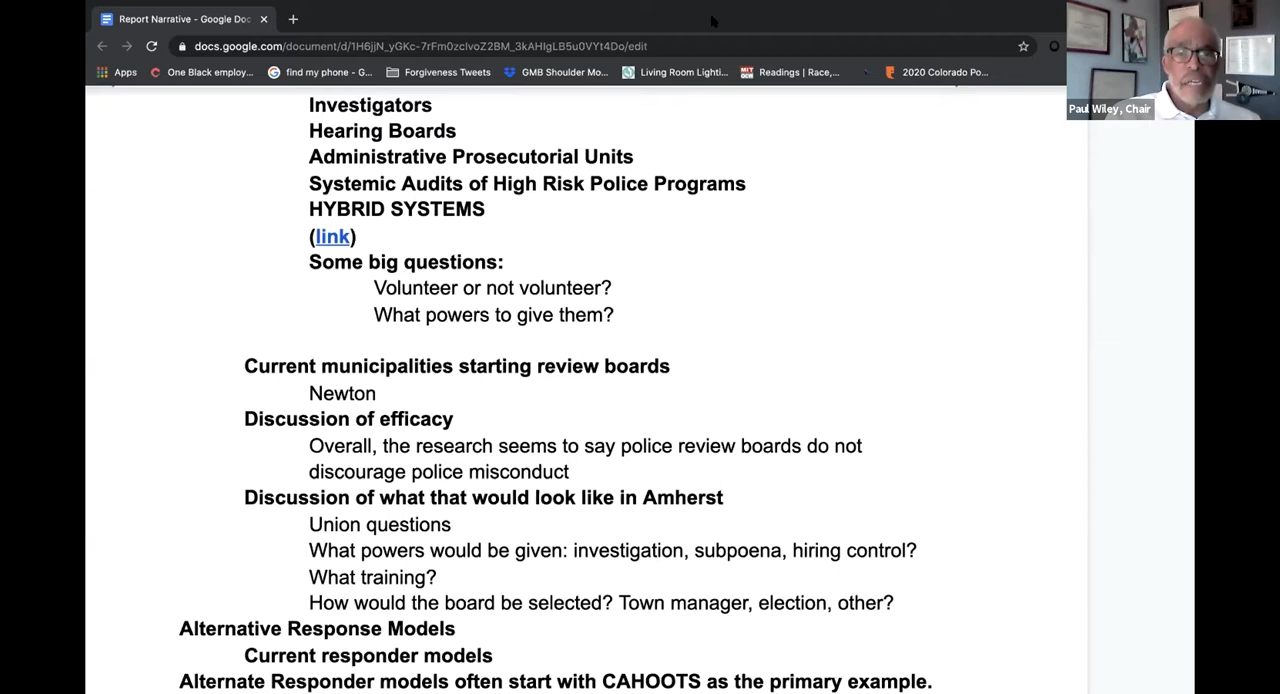 Report Narrative - Google Doc
docs.google.com/document/d/1H6jjN_yGKc-7rFm0zclvoZ2BM_3kAHIgLB5u0VYt4Do/edit
Apps One Black employ... find my phone - G... Forgiveness Tweets GMB Shoulder Mo... Living Room Lighti... MIT OCW Readings | Race,... 2020 Colorado Po...
Paul Wiley, Chair
Investigators
Hearing Boards
Administrative Prosecutorial Units
Systemic Audits of High Risk Police Programs
HYBRID SYSTEMS
(link)
Some big questions:
Volunteer or not volunteer?
What powers to give them?
Current municipalities starting review boards
Newton
Discussion of efficacy
Overall, the research seems to say police review boards do not
discourage police misconduct
Discussion of what that would look like in Amherst
Union questions
What powers would be given: investigation, subpoena, hiring control?
What training?
How would the board be selected? Town manager, election, other?
Alternative Response Models
Current responder models
Alternate Responder models often start with CAHOOTS as the primary example.